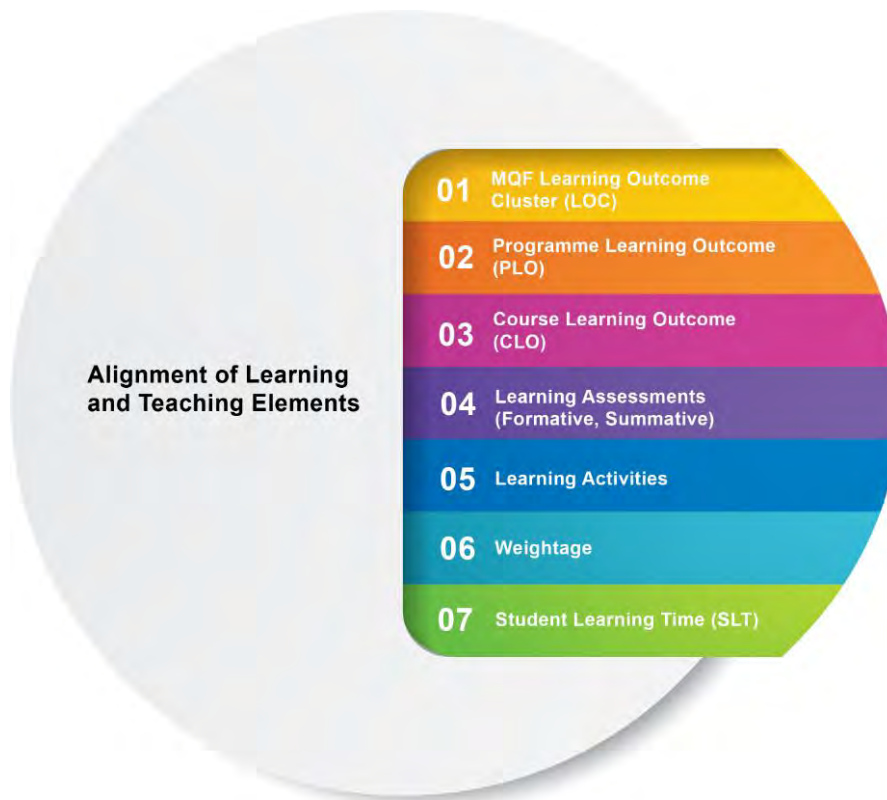 Alignment of Learning
and Teaching Elements
01
MQF Learning Outcome
Cluster (LOC)
02
Programme Learning Outcome
(PLO)
03
Course Learning Outcome
(CLO)
04
Learning Assessments
(Formative, Summative)
05
Learning Activities
06
Weightage
07
Student Learning Time (SLT)